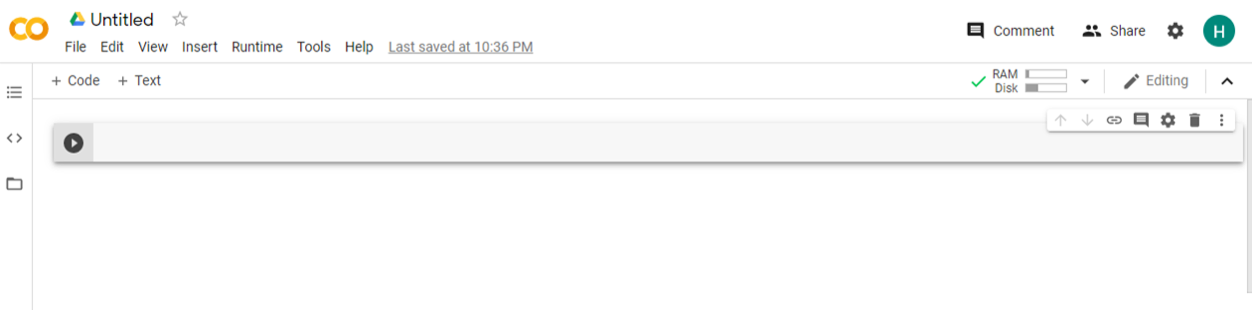 Untitled
File Edit View Insert Runtime Tools Help Last saved at 10:36 PM
Comment Share H
+ Code + Text
RAM
Disk
Editing